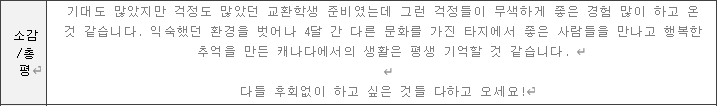 소감
/총
평
기대도 많았지만 걱정도 많았던 교환학생 준비였는데 그런 걱정들이 무색하게 좋은 경험 많이 하고 온
것 같습니다. 익숙했던 환경을 벗어나 4달 간 다른 문화를 가진 타지에서 좋은 사람들을 만나고 행복한
추억을 만든 캐나다에서의 생활은 평생 기억할 것 같습니다.
다들 후회없이 하고 싶은 것들 다하고 오세요!